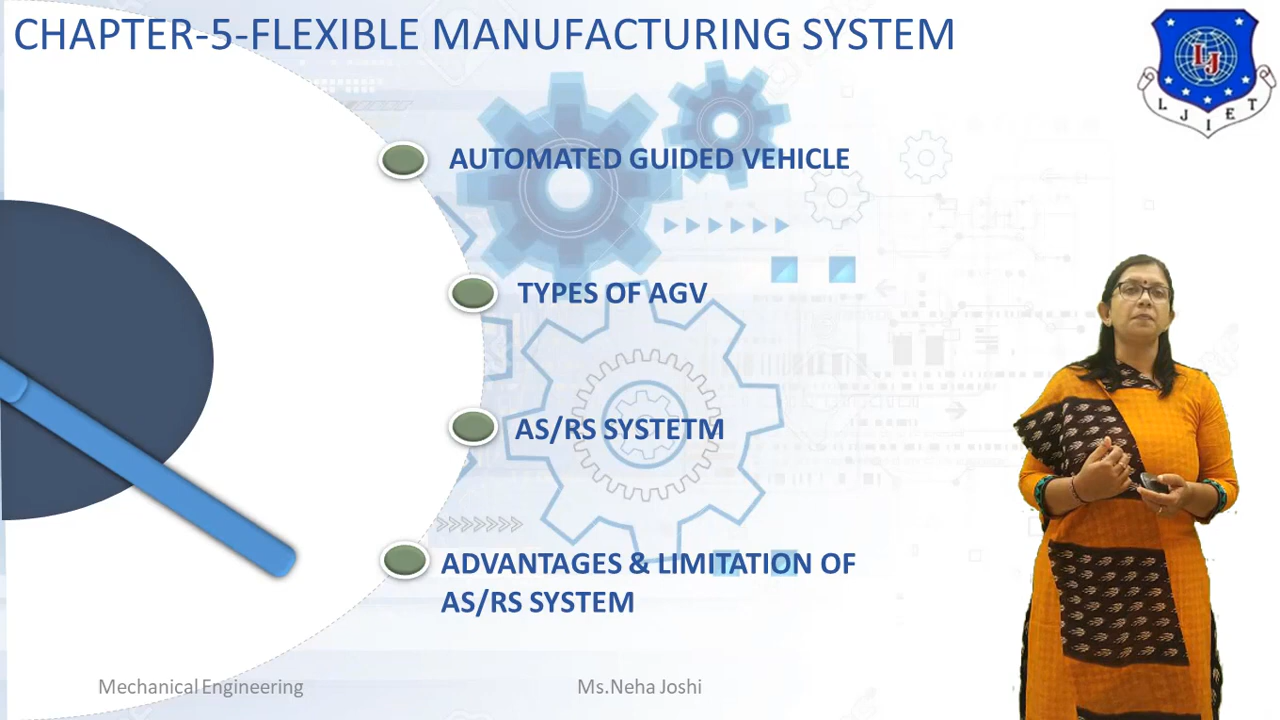 CHAPTER-5-FLEXIBLE MANUFACTURING SYSTEM
LJ
LJIET
AUTOMATED GUIDED VEHICLE
TYPES OF AGV
AS/RS SYSTETM
ADVANTAGES & LIMITATION OF
AS/RS SYSTEM
Mechanical Engineering
Ms.Neha Joshi